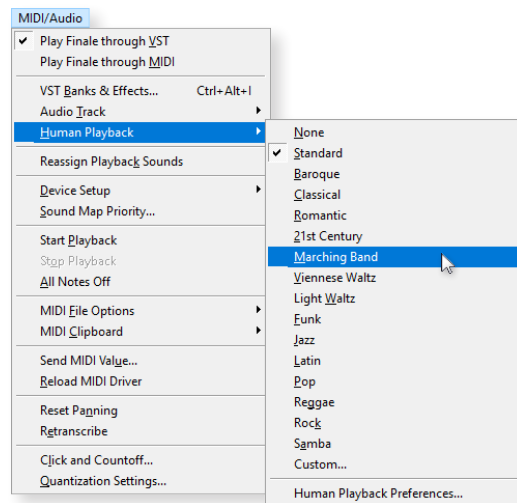 MIDI/Audio
Play Finale through VST
Play Finale through MIDI
VST Banks & Effects... Ctrl+Alt+I
Audio Track
Human Playback
Reassign Playback Sounds
Device Setup
Sound Map Priority...
Start Playback
Stop Playback
All Notes Off
MIDI File Options
MIDI Clipboard
Send MIDI Value...
Reload MIDI Driver
Reset Panning
Retranscribe
Click and Countoff...
Quantization Settings...
None
Standard
Baroque
Classical
Romantic
21st Century
Marching Band
Viennese Waltz
Light Waltz
Funk
Jazz
Latin
Pop
Reggae
Rock
Samba
Custom...
Human Playback Preferences...